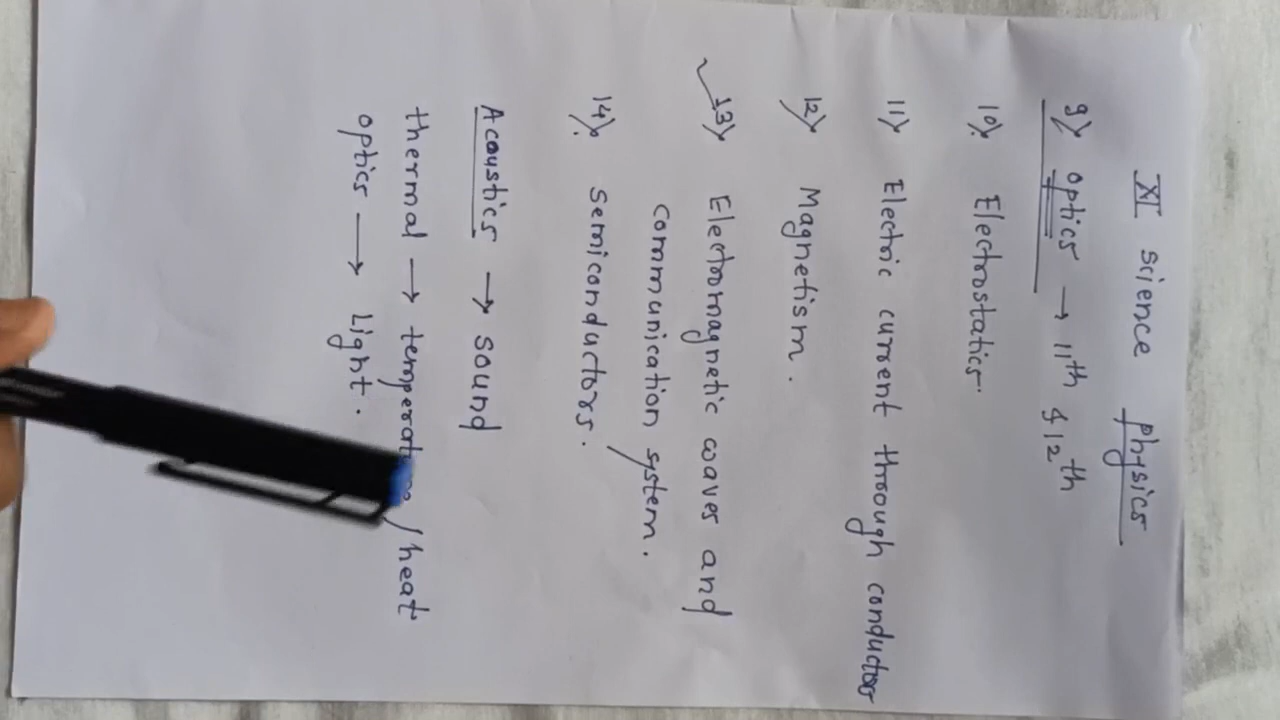 XI science physics
9) optics → 11th & 12th
10). Electrostatics.
11) Electric current through conductors
12) Magnetism.
13) Electromagnetic waves and
communication system.
14). Semiconductors.
Acoustics → sound
thermal → temperature/heat
optics → Light.